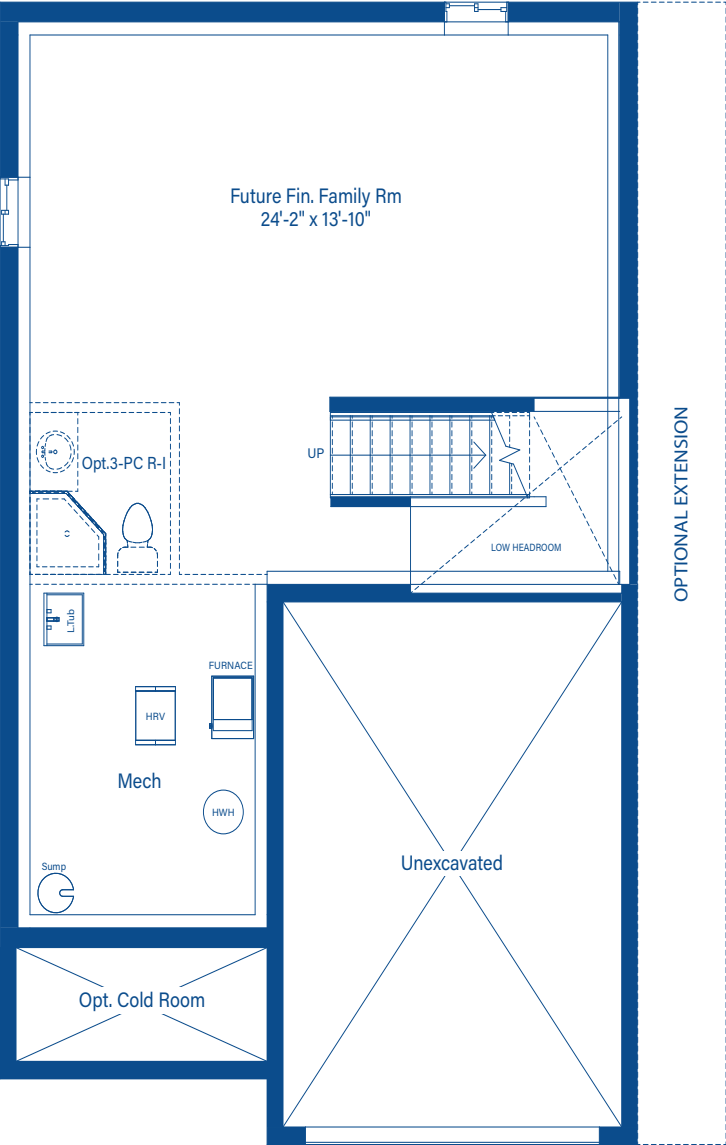 Future Fin. Family Rm
24'-2" x 13'-10"
OPTIONAL EXTENSION
UP
Opt.3-PC R-I
LOW HEADROOM
L.Tub
FURNACE
HRV
Mech
HWH
Unexcavated
Sump
Opt. Cold Room